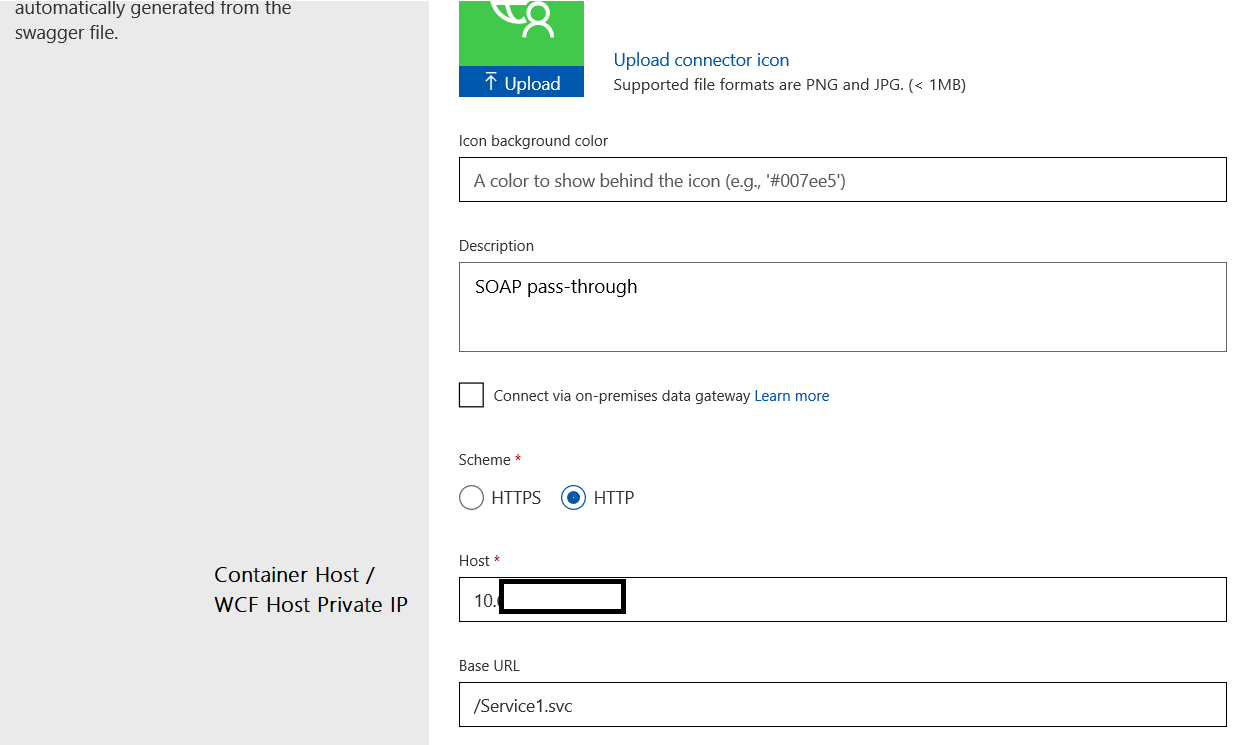 automatically generated from the
swagger file.
Upload
Upload connector icon
Supported file formats are PNG and JPG. (< 1MB)
Icon background color
A color to show behind the icon (e.g., '#007ee5')
Description
SOAP pass-through
Connect via on-premises data gateway Learn more
Scheme *
HTTPS HTTP
Host *
Container Host /
WCF Host Private IP
10.
Base URL
/Service1.svc